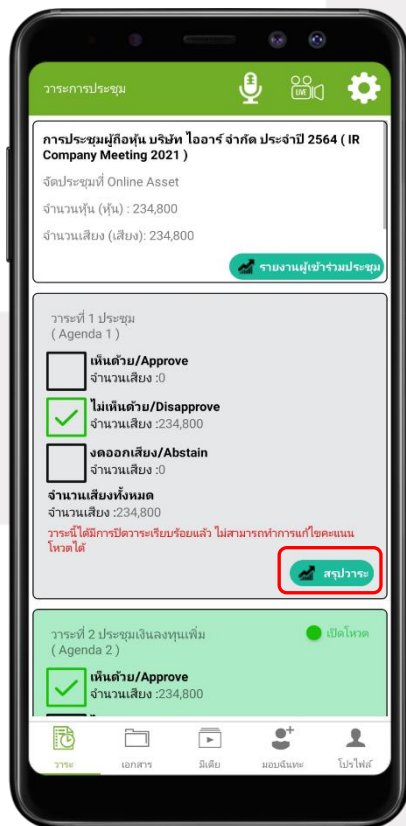 วาระการประชุม
LIVE
การประชุมผู้ถือหุ้น บริษัท ไออาร์ จำกัด ประจำปี 2564 ( IR
Company Meeting 2021 )
จัดประชุมที่ Online Asset
จำนวนหุ้น (หุ้น) : 234,800
จำนวนเสียง (เสียง): 234,800
รายงานผู้เข้าร่วมประชุม
วาระที่ 1 ประชุม
( Agenda 1 )
เห็นด้วย/Approve
จำนวนเสียง :0
ไม่เห็นด้วย/Disapprove
จำนวนเสียง :234,800
งดออกเสียง/Abstain
จำนวนเสียง :0
จำนวนเสียงทั้งหมด
จำนวนเสียง :234,800
วาระนี้ได้มีการปิดวาระเรียบร้อยแล้ว ไม่สามารถทำการแก้ไขคะแนน
โหวตได้
สรุปวาระ
วาระที่ 2 ประชุมเงินลงทุนเพิ่ม
เปิดโหวต
( Agenda 2 )
เห็นด้วย/Approve
จำนวนเสียง :234,800
วาระ
เอกสาร
มีเดีย
มอบฉันทะ
โปรไฟล์